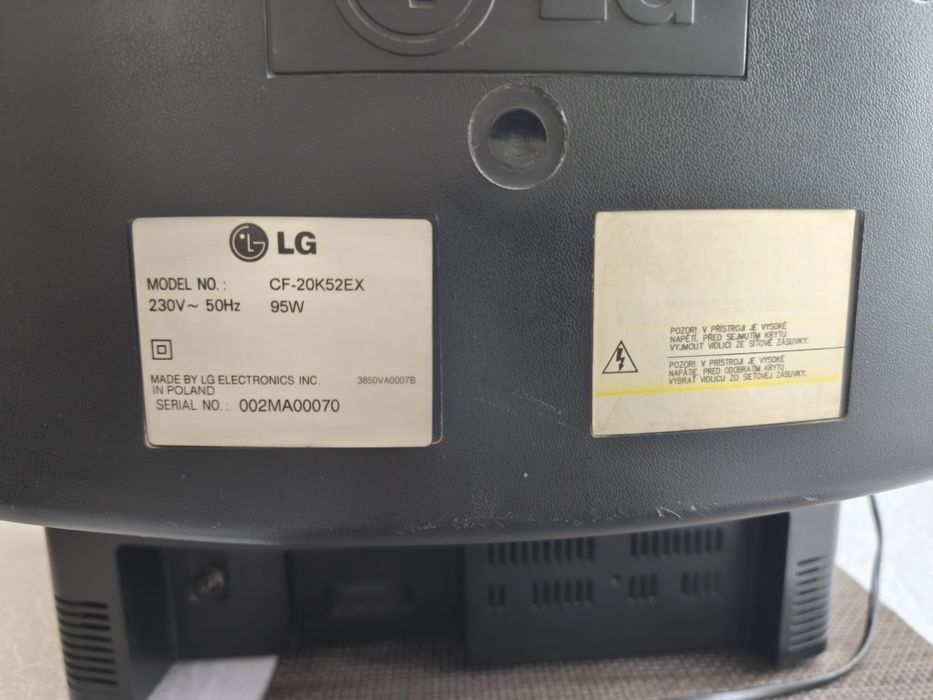 LG
LG
MODEL NO. : CF-20K52EX
230V~ 50Hz 95W
MADE BY LG ELECTRONICS INC. 3850VA0007B
IN POLAND
SERIAL NO. : 002MA00070
POZOR! V PŘISTROJI JE VYSOKÉ
NAPĚTÍ. PŘED SEJMUTÍM KRYTU
VYJMOUT VIDLICI ZE SÍŤOVÉ ZÁSUVKY.
POZOR! V PRÍSTROJI JE VYSOKÉ
NAPÄTIE. PRED ODOBRATÍM KRYTU
VYBRAŤ VIDLICU ZO SIEŤOVEJ ZÁSUVKY.